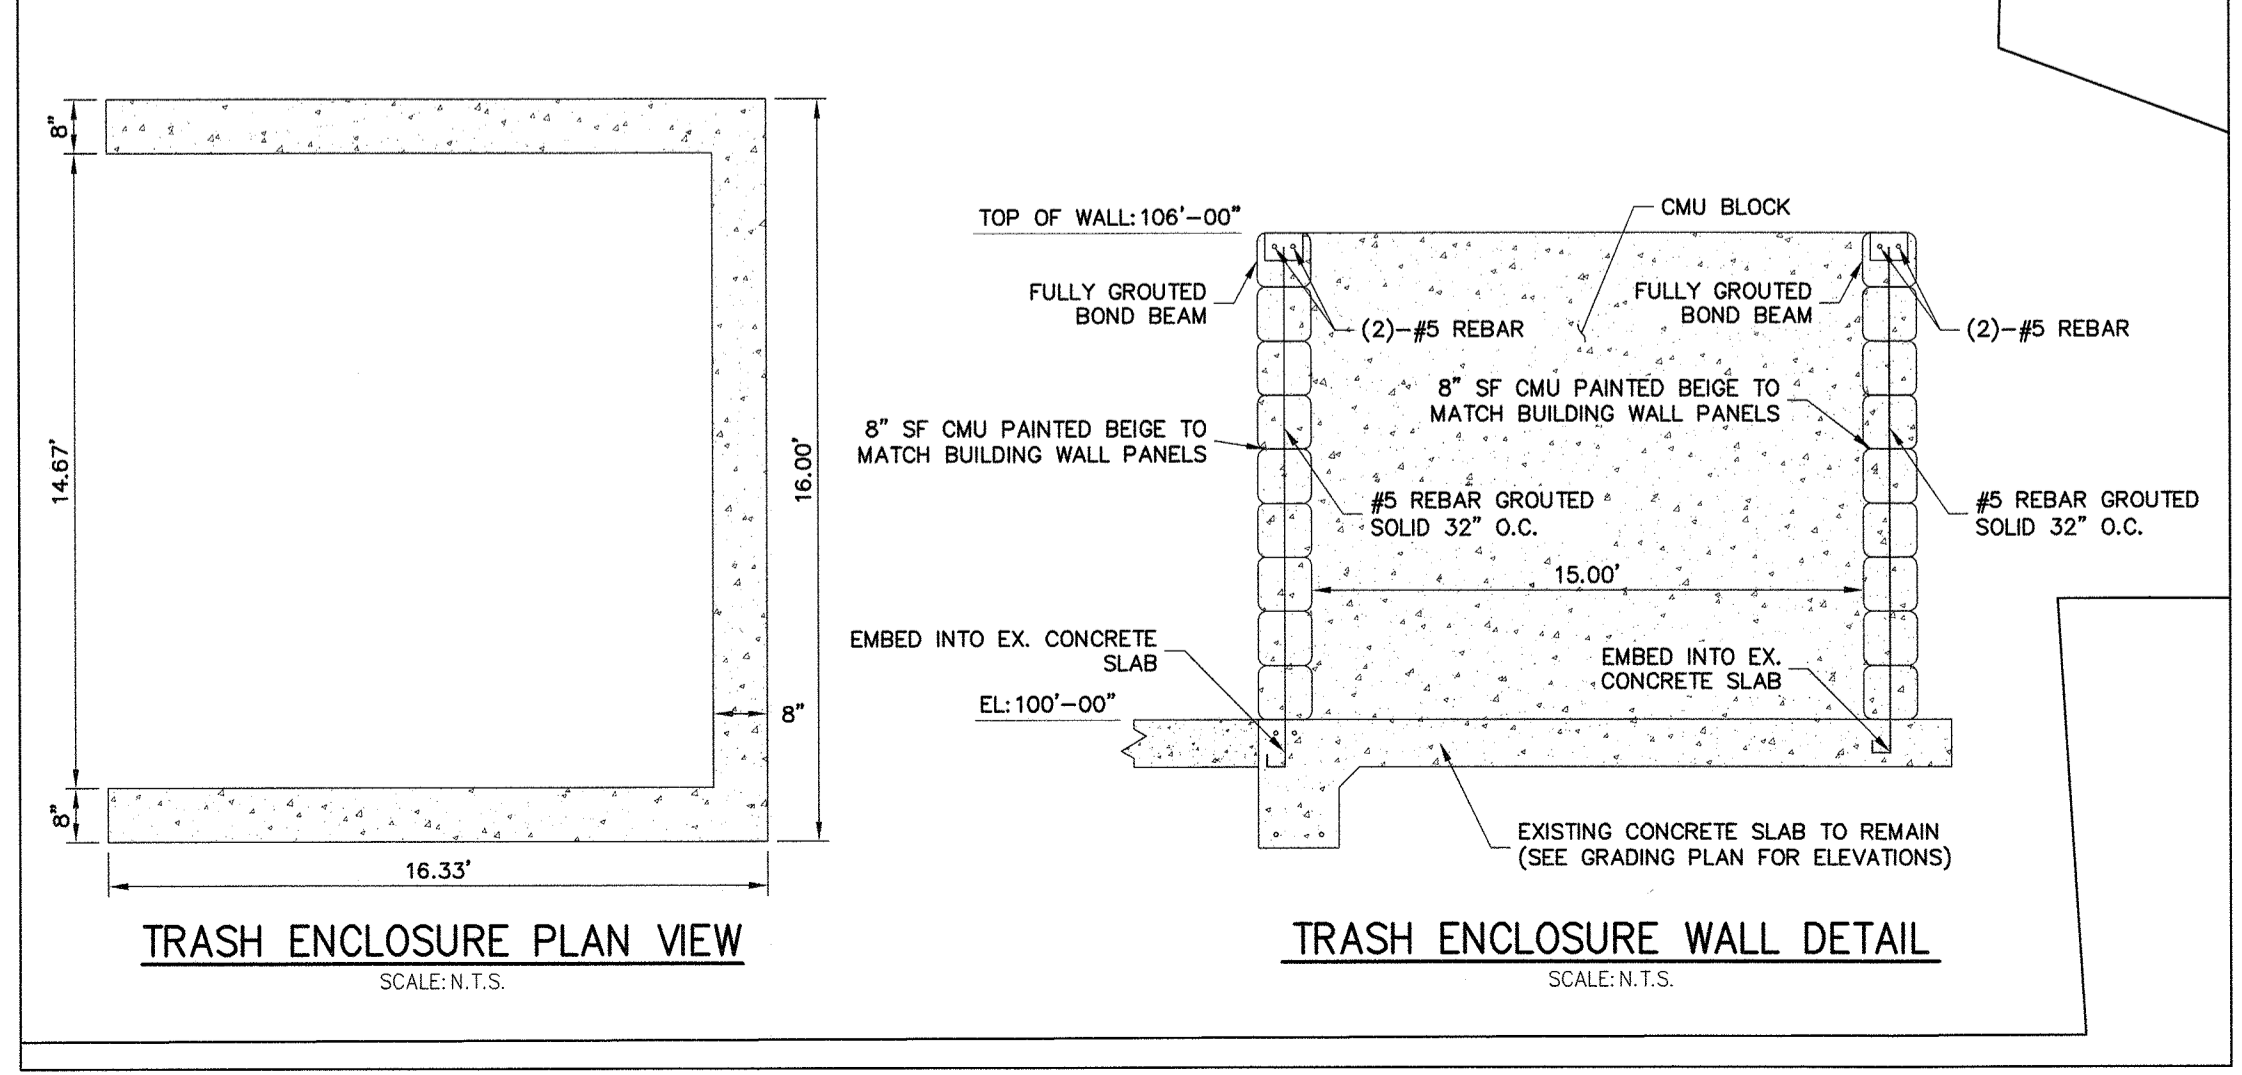 8"
14.67'
8"
16.00'
8"
16.33'
TRASH ENCLOSURE PLAN VIEW
SCALE: N.T.S.
TOP OF WALL: 106'-00"
CMU BLOCK
FULLY GROUTED
BOND BEAM
(2)-#5 REBAR
FULLY GROUTED
BOND BEAM
(2)-#5 REBAR
8" SF CMU PAINTED BEIGE TO
MATCH BUILDING WALL PANELS
8" SF CMU PAINTED BEIGE TO
MATCH BUILDING WALL PANELS
#5 REBAR GROUTED
SOLID 32" O.C.
#5 REBAR GROUTED
SOLID 32" O.C.
15.00'
EMBED INTO EX. CONCRETE
SLAB
EMBED INTO EX.
CONCRETE SLAB
EL: 100'-00"
EXISTING CONCRETE SLAB TO REMAIN
(SEE GRADING PLAN FOR ELEVATIONS)
TRASH ENCLOSURE WALL DETAIL
SCALE: N.T.S.